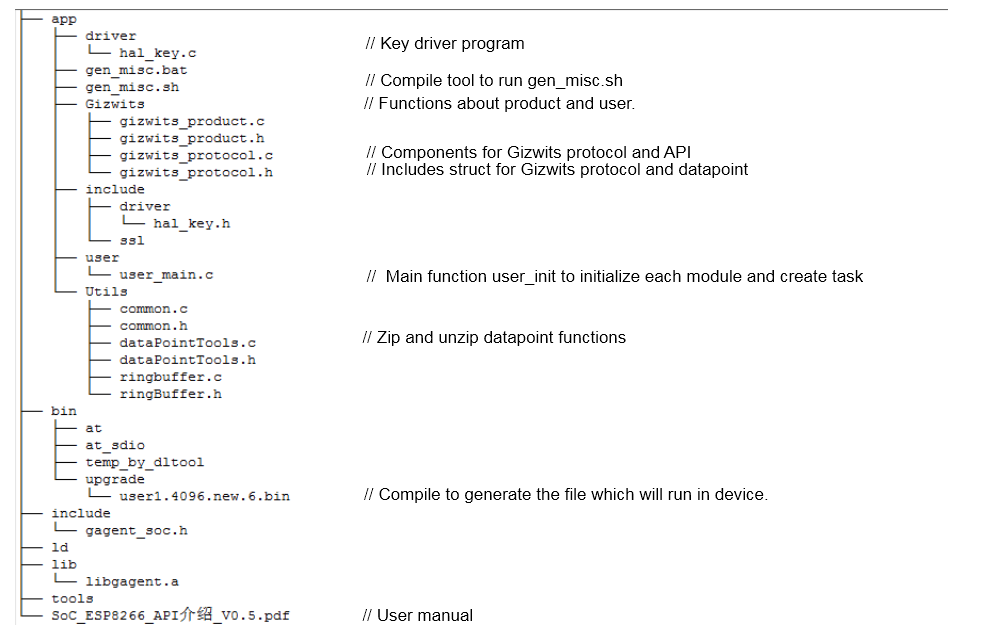 app
driver
hal_key.c // Key driver program
gen_misc.bat
gen_misc.sh // Compile tool to run gen_misc.sh
Gizwits // Functions about product and user.
gizwits_product.c
gizwits_product.h
gizwits_protocol.c // Components for Gizwits protocol and API
gizwits_protocol.h // Includes struct for Gizwits protocol and datapoint
include
driver
hal_key.h
ssl
user
user_main.c // Main function user_init to initialize each module and create task
Utils
common.c
common.h
dataPointTools.c // Zip and unzip datapoint functions
dataPointTools.h
ringbuffer.c
ringBuffer.h
bin
at
at_sdio
temp_by_dltool
upgrade
user1.4096.new.6.bin // Compile to generate the file which will run in device.
include
gagent_soc.h
ld
lib
libgagent.a
tools
SoC_ESP8266_API介绍_V0.5.pdf // User manual